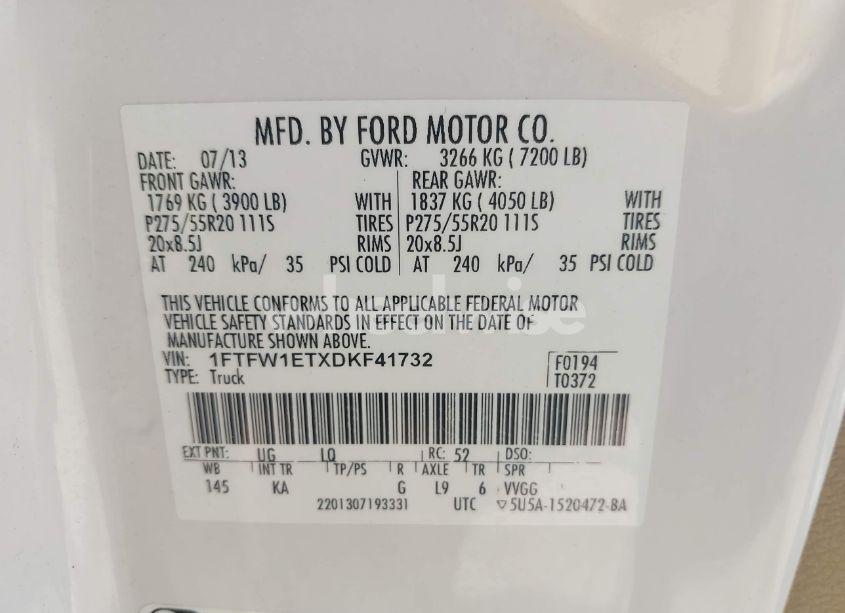 MFD. BY FORD MOTOR CO.
DATE: 07/13 GVWR: 3266 KG ( 7200 LB)
FRONT GAWR: REAR GAWR:
1769 KG ( 3900 LB) WITH 1837 KG ( 4050 LB) WITH
P275/55R20 111S TIRES P275/55R20 111S TIRES
20x8.5J RIMS 20x8.5J RIMS
AT 240 kPa/ 35 PSI COLD AT 240 kPa/ 35 PSI COLD
THIS VEHICLE CONFORMS TO ALL APPLICABLE FEDERAL MOTOR
VEHICLE SAFETY STANDARDS IN EFFECT ON THE DATE OF
MANUFACTURE SHOWN ABOVE.
VIN: 1FTFW1ETXDKF41732 F0194
TYPE: Truck T0372
EXT PNT: UG LQ RC: 52 DSO:
WB INT TR TP/PS R AXLE TR SPR
145 KA G L9 6 VVGG
2201307193331 UTC ▽5U5A-1520472-BA